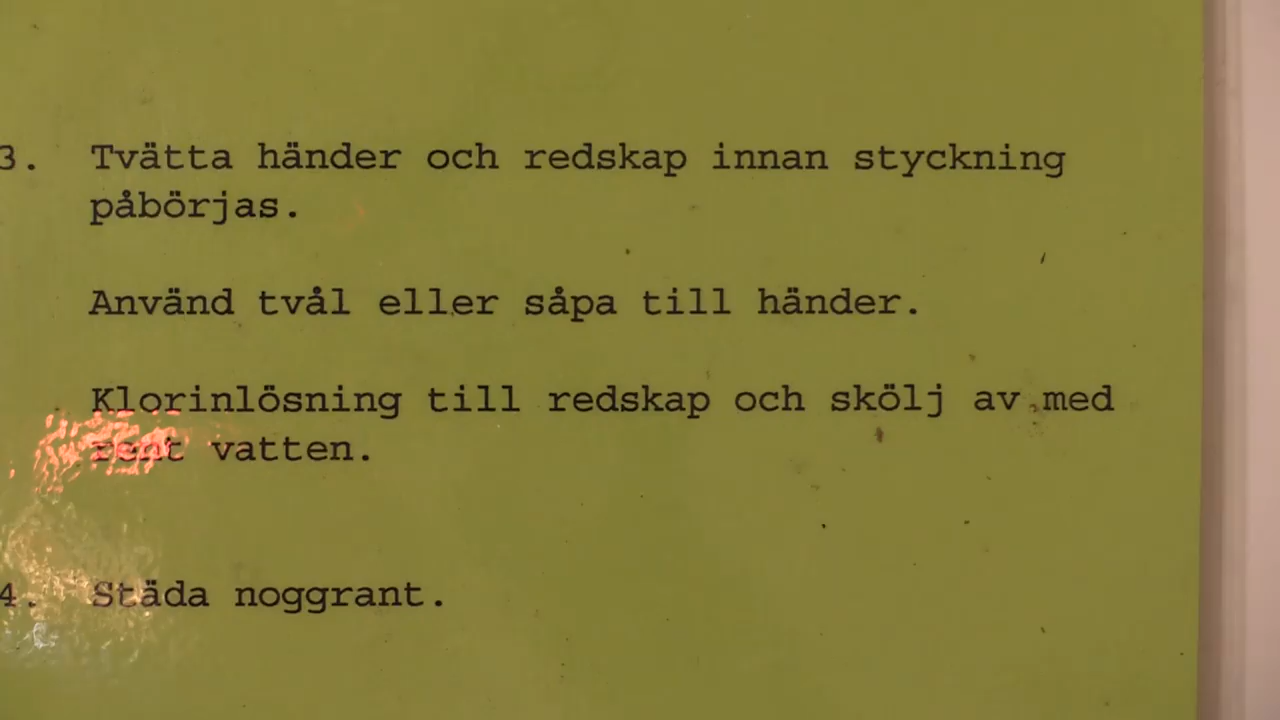 3. Tvätta händer och redskap innan styckning
påbörjas.
Använd tvål eller såpa till händer.
Klorinlösning till redskap och skölj av med
rent vatten.
4. Städa noggrant.